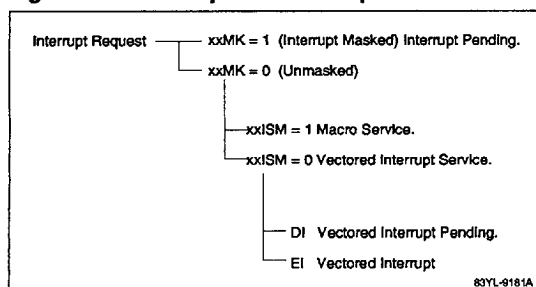 Interrupt Request
xxMK = 1 (Interrupt Masked) Interrupt Pending.
xxMK = 0 (Unmasked)
xxISM = 1 Macro Service.
xxISM = 0 Vectored Interrupt Service.
DI Vectored Interrupt Pending.
EI Vectored Interrupt
83YL-9181A